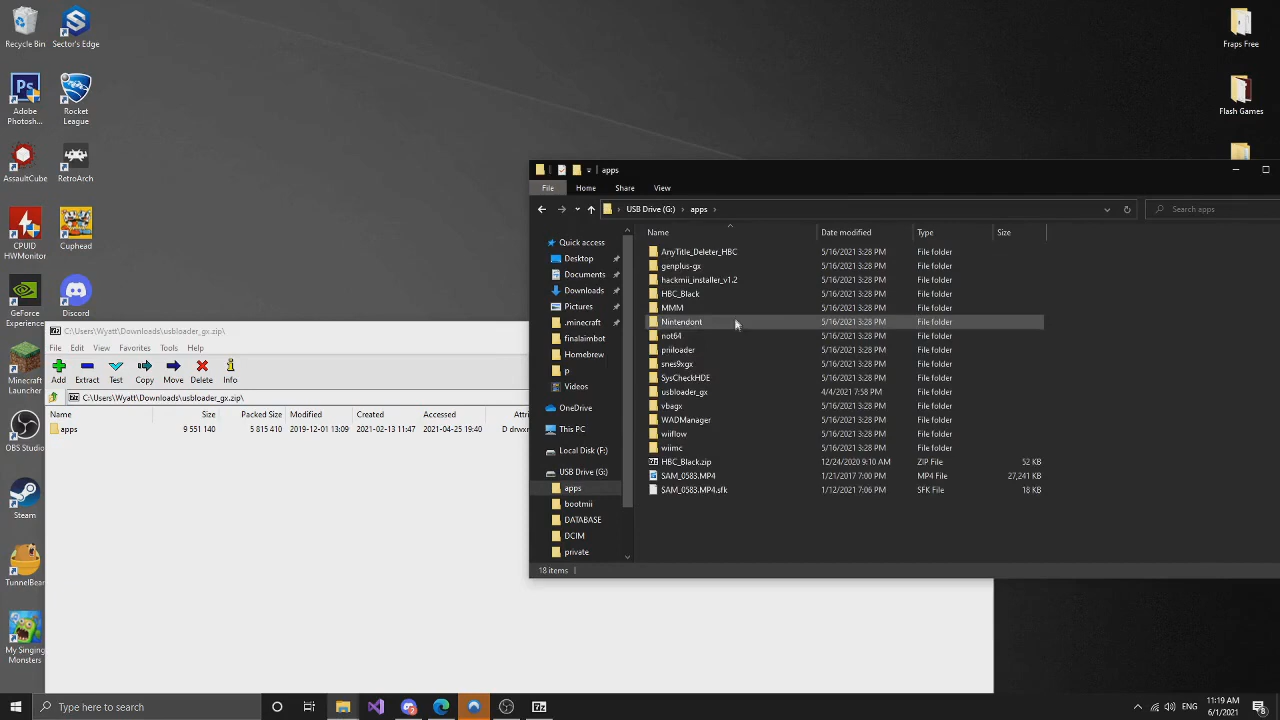 Recycle Bin
Sector's Edge
Fraps Free
Adobe
Photosh...
Rocket
League
Flash Games
AssaultCube
RetroArch
CPUID
HWMonitor
Cuphead
GeForce
Experience
Discord
Minecraft
Launcher
OBS Studio
Steam
TunnelBear
My Singing
Monsters
apps
File Home Share View
USB Drive (G:) › apps ›
Search apps
Name Date modified Type Size
Quick access
Desktop
Documents
Downloads
Pictures
.minecraft
finalaimbot
Homebrew
p
Videos
OneDrive
This PC
Local Disk (F:)
USB Drive (G:)
apps
bootmii
DATABASE
DCIM
private
AnyTitle_Deleter_HBC 5/16/2021 3:28 PM File folder
genplus-gx 5/16/2021 3:28 PM File folder
hackmii_installer_v1.2 5/16/2021 3:28 PM File folder
HBC_Black 5/16/2021 3:28 PM File folder
MMM 5/16/2021 3:28 PM File folder
Nintendont 5/16/2021 3:28 PM File folder
not64 5/16/2021 3:28 PM File folder
priiloader 5/16/2021 3:28 PM File folder
snes9xgx 5/16/2021 3:28 PM File folder
SysCheckHDE 5/16/2021 3:28 PM File folder
usbloader_gx 4/4/2021 7:58 PM File folder
vbagx 5/16/2021 3:28 PM File folder
WADManager 5/16/2021 3:28 PM File folder
wiiflow 5/16/2021 3:28 PM File folder
wiimc 5/16/2021 3:28 PM File folder
HBC_Black.zip 12/24/2020 9:10 AM ZIP File 52 KB
SAM_0583.MP4 1/21/2017 7:00 PM MP4 File 27,241 KB
SAM_0583.MP4.sfk 1/12/2021 7:06 PM SFK File 18 KB
18 items
C:\Users\Wyatt\Downloads\usbloader_gx.zip\
File Edit View Favorites Tools Help
Add Extract Test Copy Move Delete Info
C:\Users\Wyatt\Downloads\usbloader_gx.zip\
Name Size Packed Size Modified Created Accessed Attri
apps 9 551 140 5 815 410 2019-12-01 13:09 2021-02-13 11:47 2021-04-25 19:40 D drwxr
Type here to search
ENG
11:19 AM
6/1/2021
8